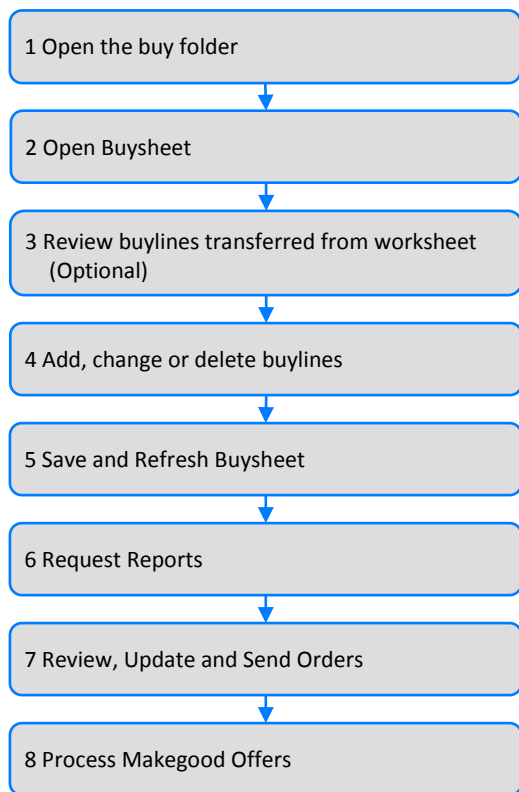 1 Open the buy folder
2 Open Buysheet
3 Review buylines transferred from worksheet
(Optional)
4 Add, change or delete buylines
5 Save and Refresh Buysheet
6 Request Reports
7 Review, Update and Send Orders
8 Process Makegood Offers